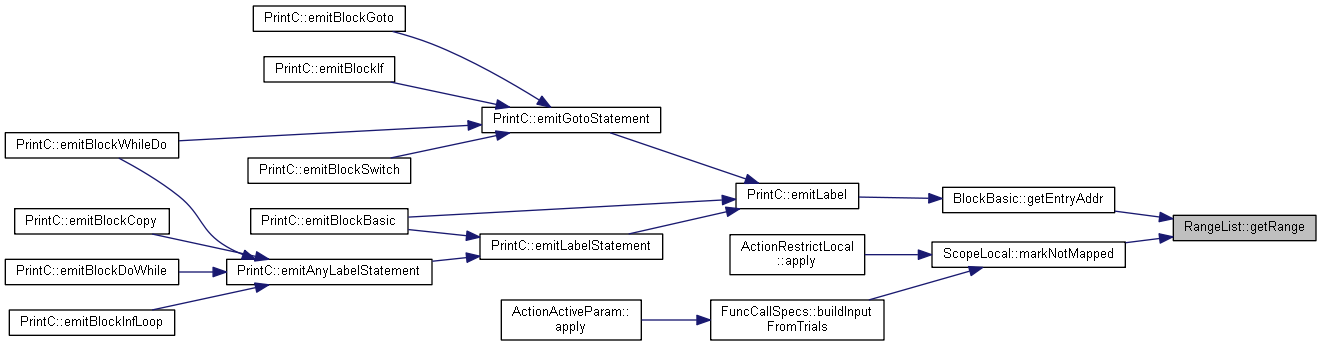 PrintC::emitBlockGoto
PrintC::emitBlockIf
PrintC::emitGotoStatement
PrintC::emitBlockWhileDo
PrintC::emitBlockSwitch
PrintC::emitLabel
BlockBasic::getEntryAddr
PrintC::emitBlockCopy
PrintC::emitBlockBasic
RangeList::getRange
PrintC::emitLabelStatement
ActionRestrictLocal
::apply
ScopeLocal::markNotMapped
PrintC::emitBlockDoWhile
PrintC::emitAnyLabelStatement
PrintC::emitBlockInfLoop
ActionActiveParam::
apply
FuncCallSpecs::buildInput
FromTrials